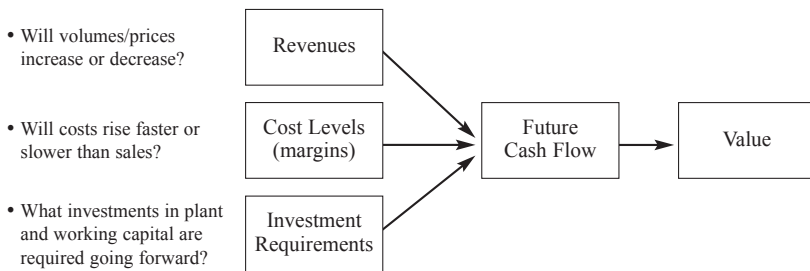 • Will volumes/prices
increase or decrease?
Revenues
• Will costs rise faster or
slower than sales?
Cost Levels
(margins)
Future
Cash Flow
Value
• What investments in plant
and working capital are
required going forward?
Investment
Requirements